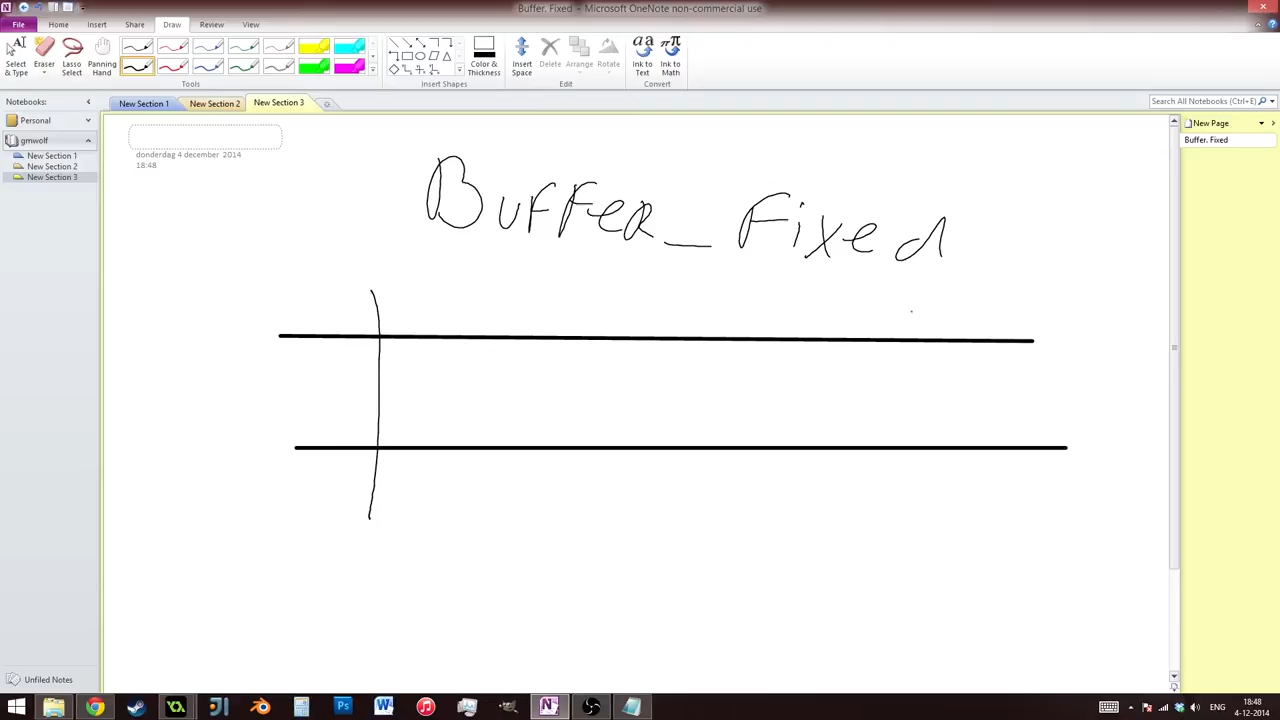 Buffer. Fixed - Microsoft OneNote non-commercial use
File Home Insert Share Draw Review View
Select & Type
Eraser
Lasso Select
Panning Hand
Color & Thickness
Insert Space
Delete
Arrange
Rotate
Ink to Text
Ink to Math
Tools
Insert Shapes
Edit
Convert
Notebooks:
New Section 1
New Section 2
New Section 3
Search All Notebooks (Ctrl+E)
Personal
gmwolf
New Section 1
New Section 2
New Section 3
donderdag 4 december 2014
18:48
Buffer_Fixed
New Page
Buffer. Fixed
Unfiled Notes
ENG
18:48
4-12-2014